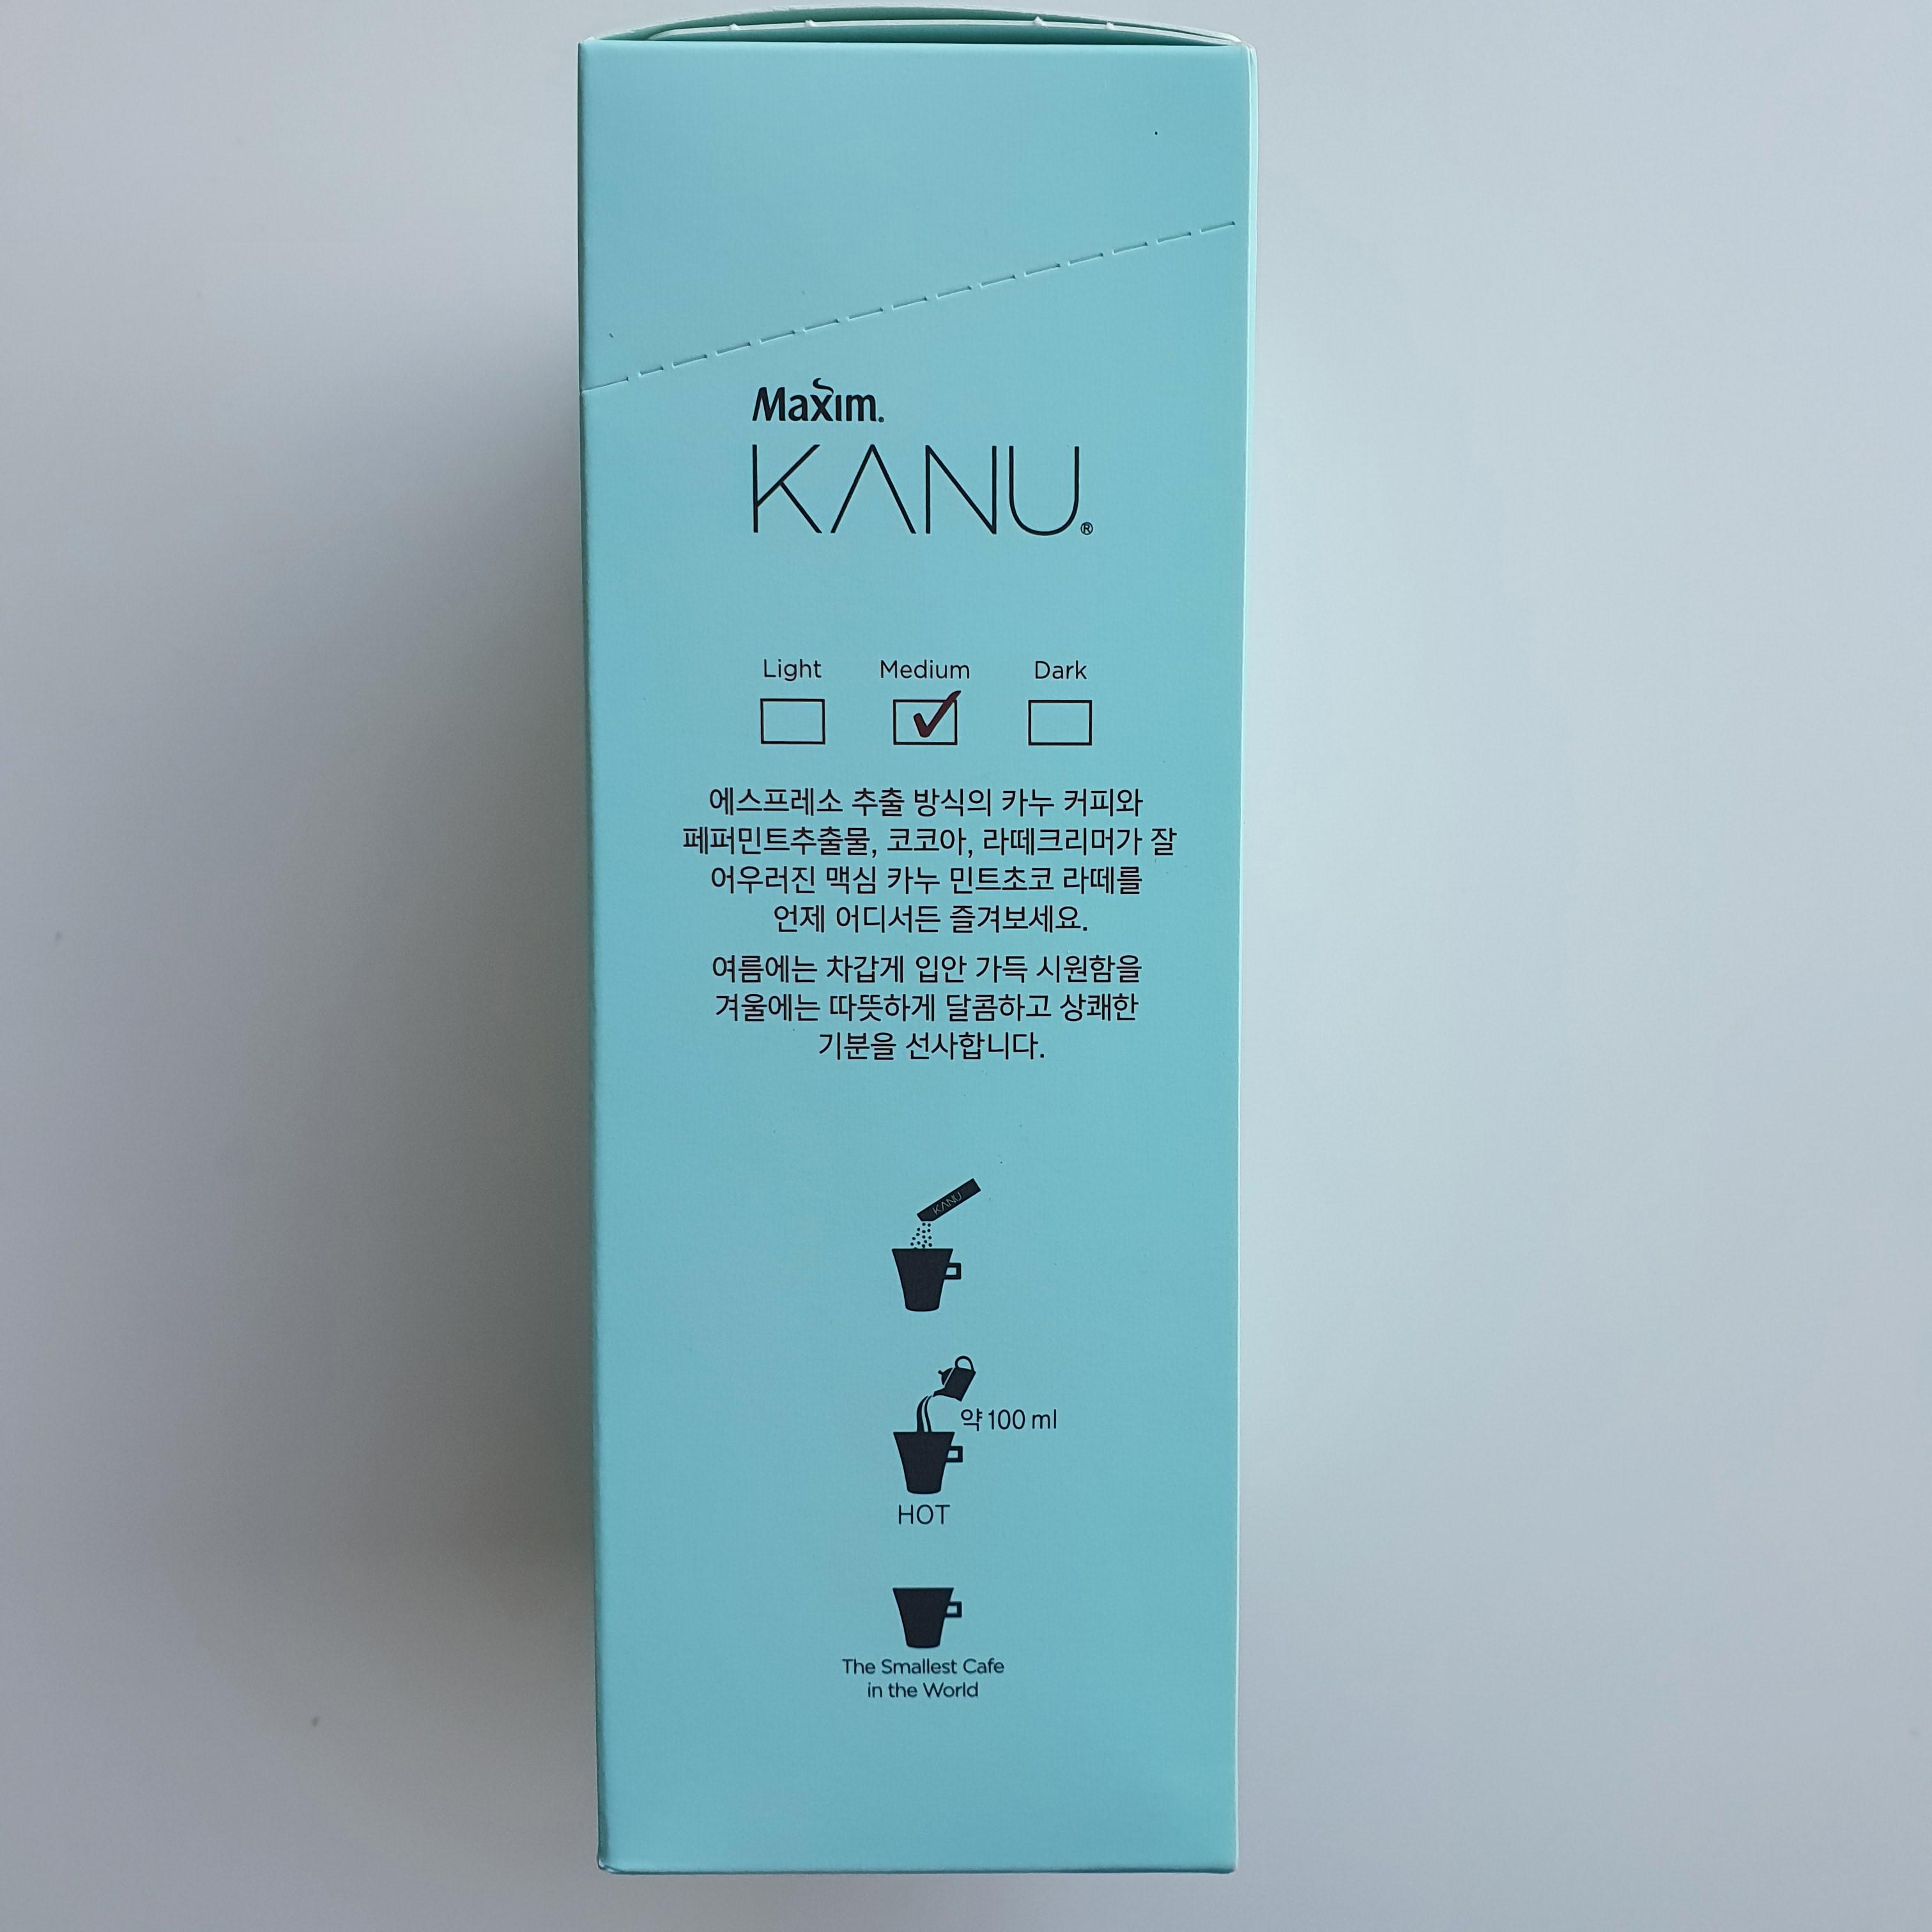 Maxim.
KANU®
Light Medium Dark
에스프레소 추출 방식의 카누 커피와
페퍼민트추출물, 코코아, 라떼크리머가 잘
어우러진 맥심 카누 민트초코 라떼를
언제 어디서든 즐겨보세요.
여름에는 차갑게 입안 가득 시원함을
겨울에는 따뜻하게 달콤하고 상쾌한
기분을 선사합니다.
KANU
약 100 ml
HOT
The Smallest Cafe
in the World